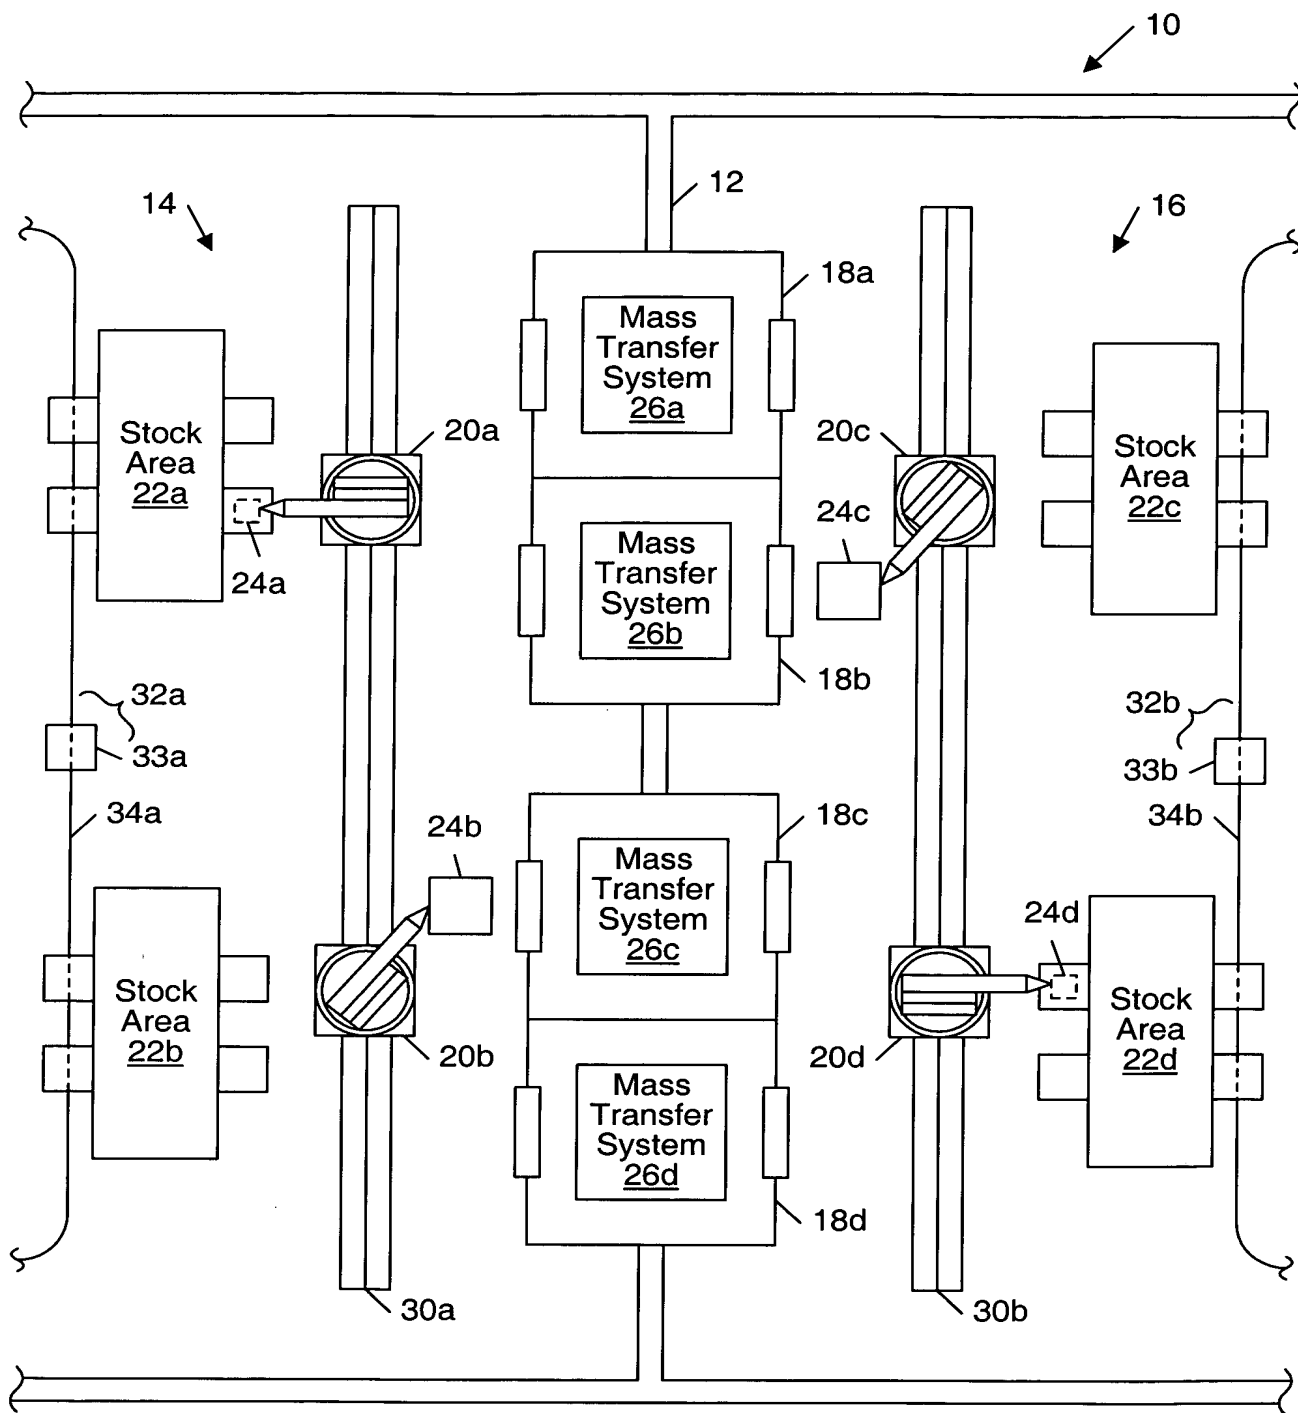 10
12
14
16
18a
Mass
Transfer
System
26a
20a
20c
Stock
Area
22a
Stock
Area
22c
24a
24c
Mass
Transfer
System
26b
18b
32a
33a
32b
33b
34a
24b
18c
34b
Mass
Transfer
System
26c
24d
Stock
Area
22b
Stock
Area
22d
20b
20d
Mass
Transfer
System
26d
18d
30a
30b